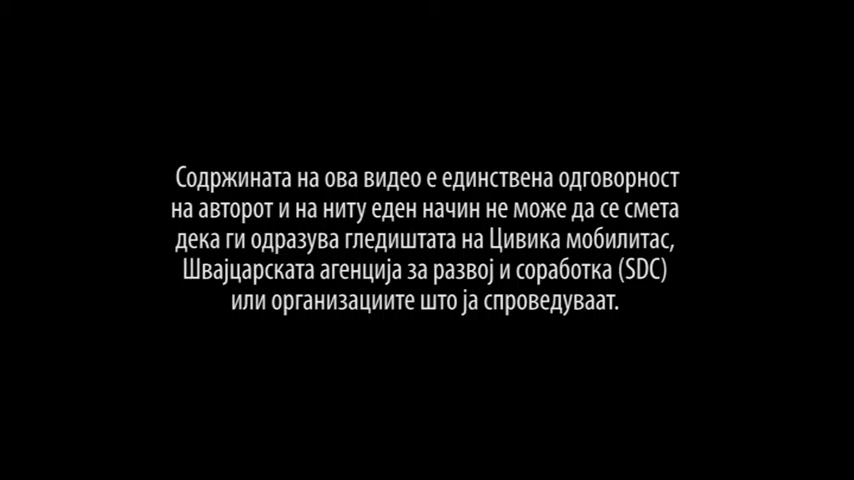 Содржината на ова видео е единствена одговорност
на авторот и на ниту еден начин не може да се смета
дека ги одразува гледиштата на Цивика мобилитас,
Швајцарската агенција за развој и соработка (SDC)
или организациите што ја спроведуваат.